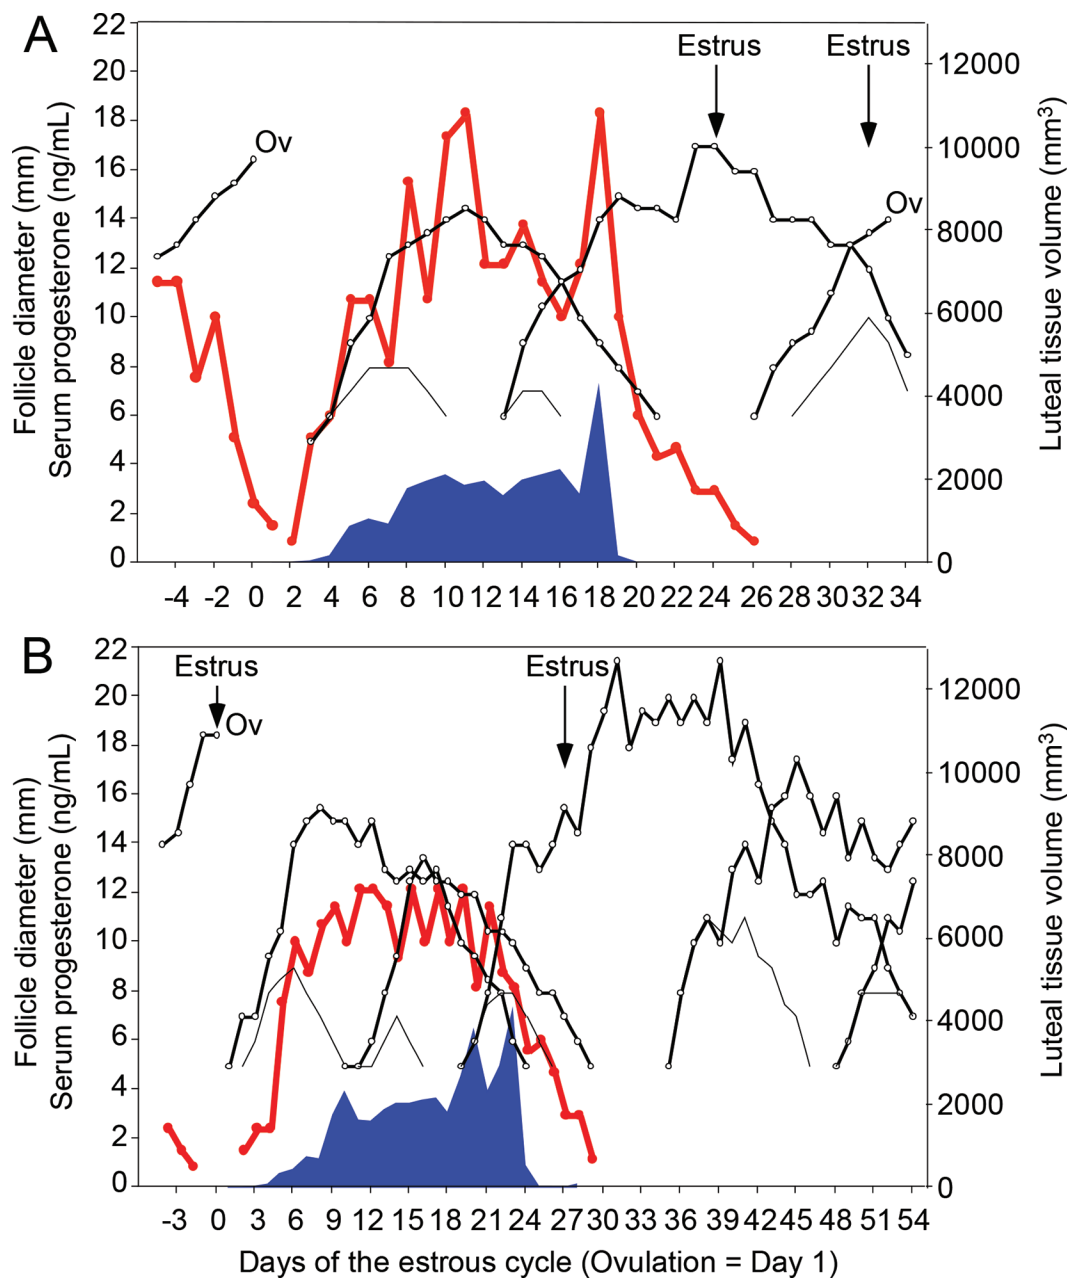 A
Estrus Estrus
Ov
Ov
22
20
18
16
14
12
10
8
6
4
2
0
Follicle diameter (mm)
Serum progesterone (ng/mL)
12000
10000
8000
6000
4000
2000
0
Luteal tissue volume (mm³)
-4 -2 0 2 4 6 8 10 12 14 16 18 20 22 24 26 28 30 32 34
B
Estrus Estrus
Ov
22
20
18
16
14
12
10
8
6
4
2
0
Follicle diameter (mm)
Serum progesterone (ng/mL)
12000
10000
8000
6000
4000
2000
0
Luteal tissue volume (mm³)
-3 0 3 6 9 12 15 18 21 24 27 30 33 36 39 42 45 48 51 54
Days of the estrous cycle (Ovulation = Day 1)